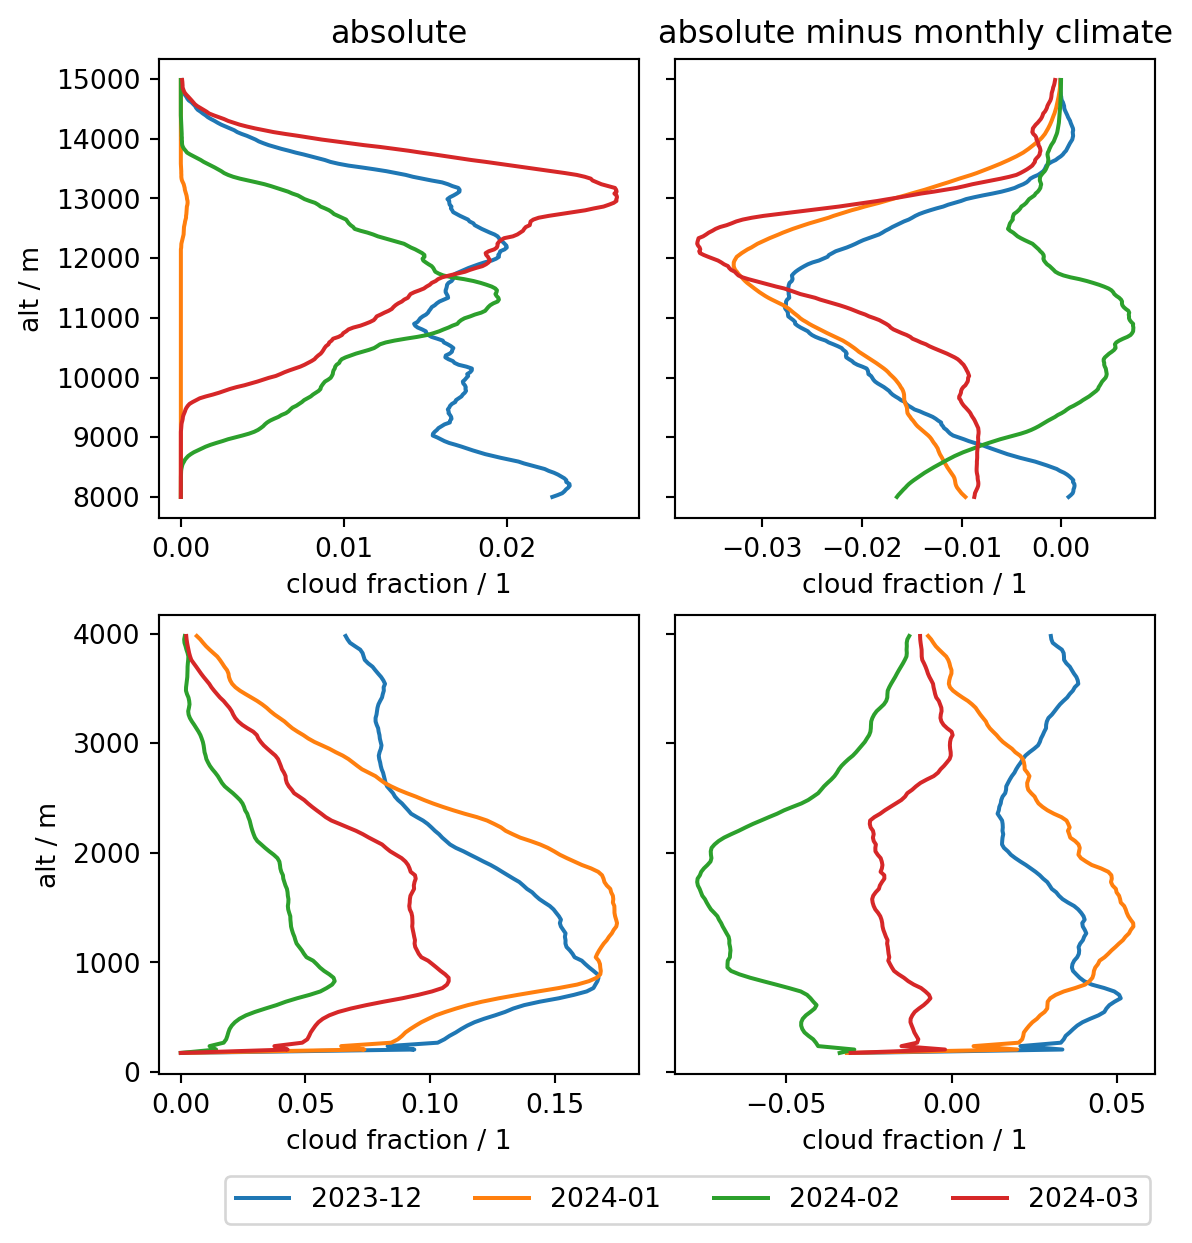 absolute
absolute minus monthly climate
15000
14000
13000
12000
11000
10000
9000
8000
alt / m
0.00 0.01 0.02
−0.03 −0.02 −0.01 0.00
cloud fraction / 1
cloud fraction / 1
4000
3000
2000
1000
0
alt / m
0.00 0.05 0.10 0.15
−0.05 0.00 0.05
cloud fraction / 1
cloud fraction / 1
2023-12 2024-01 2024-02 2024-03